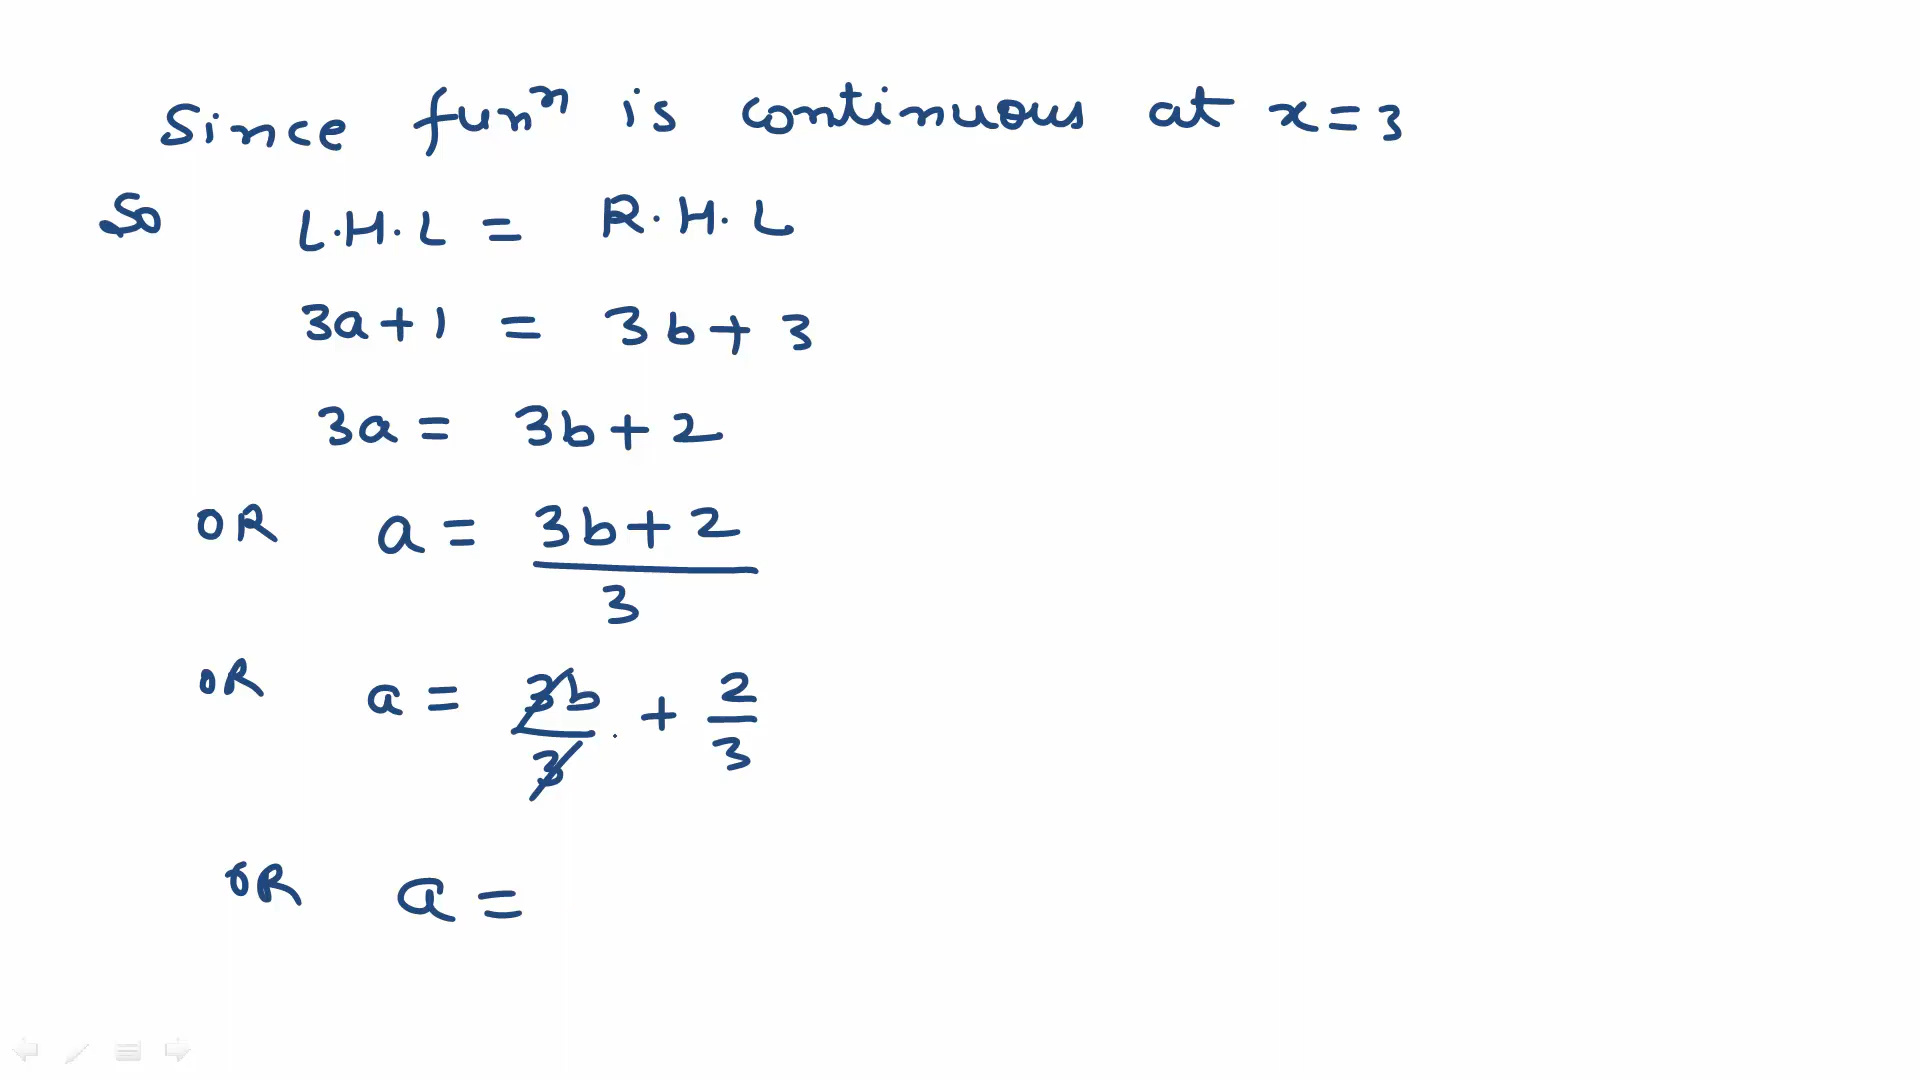 Since funⁿ is continuous at x=3
So L.H.L = R.H.L
3a+1 = 3b+3
3a = 3b+2
OR a = 3b+2/3
OR a = 3b/3 + 2/3
OR a =